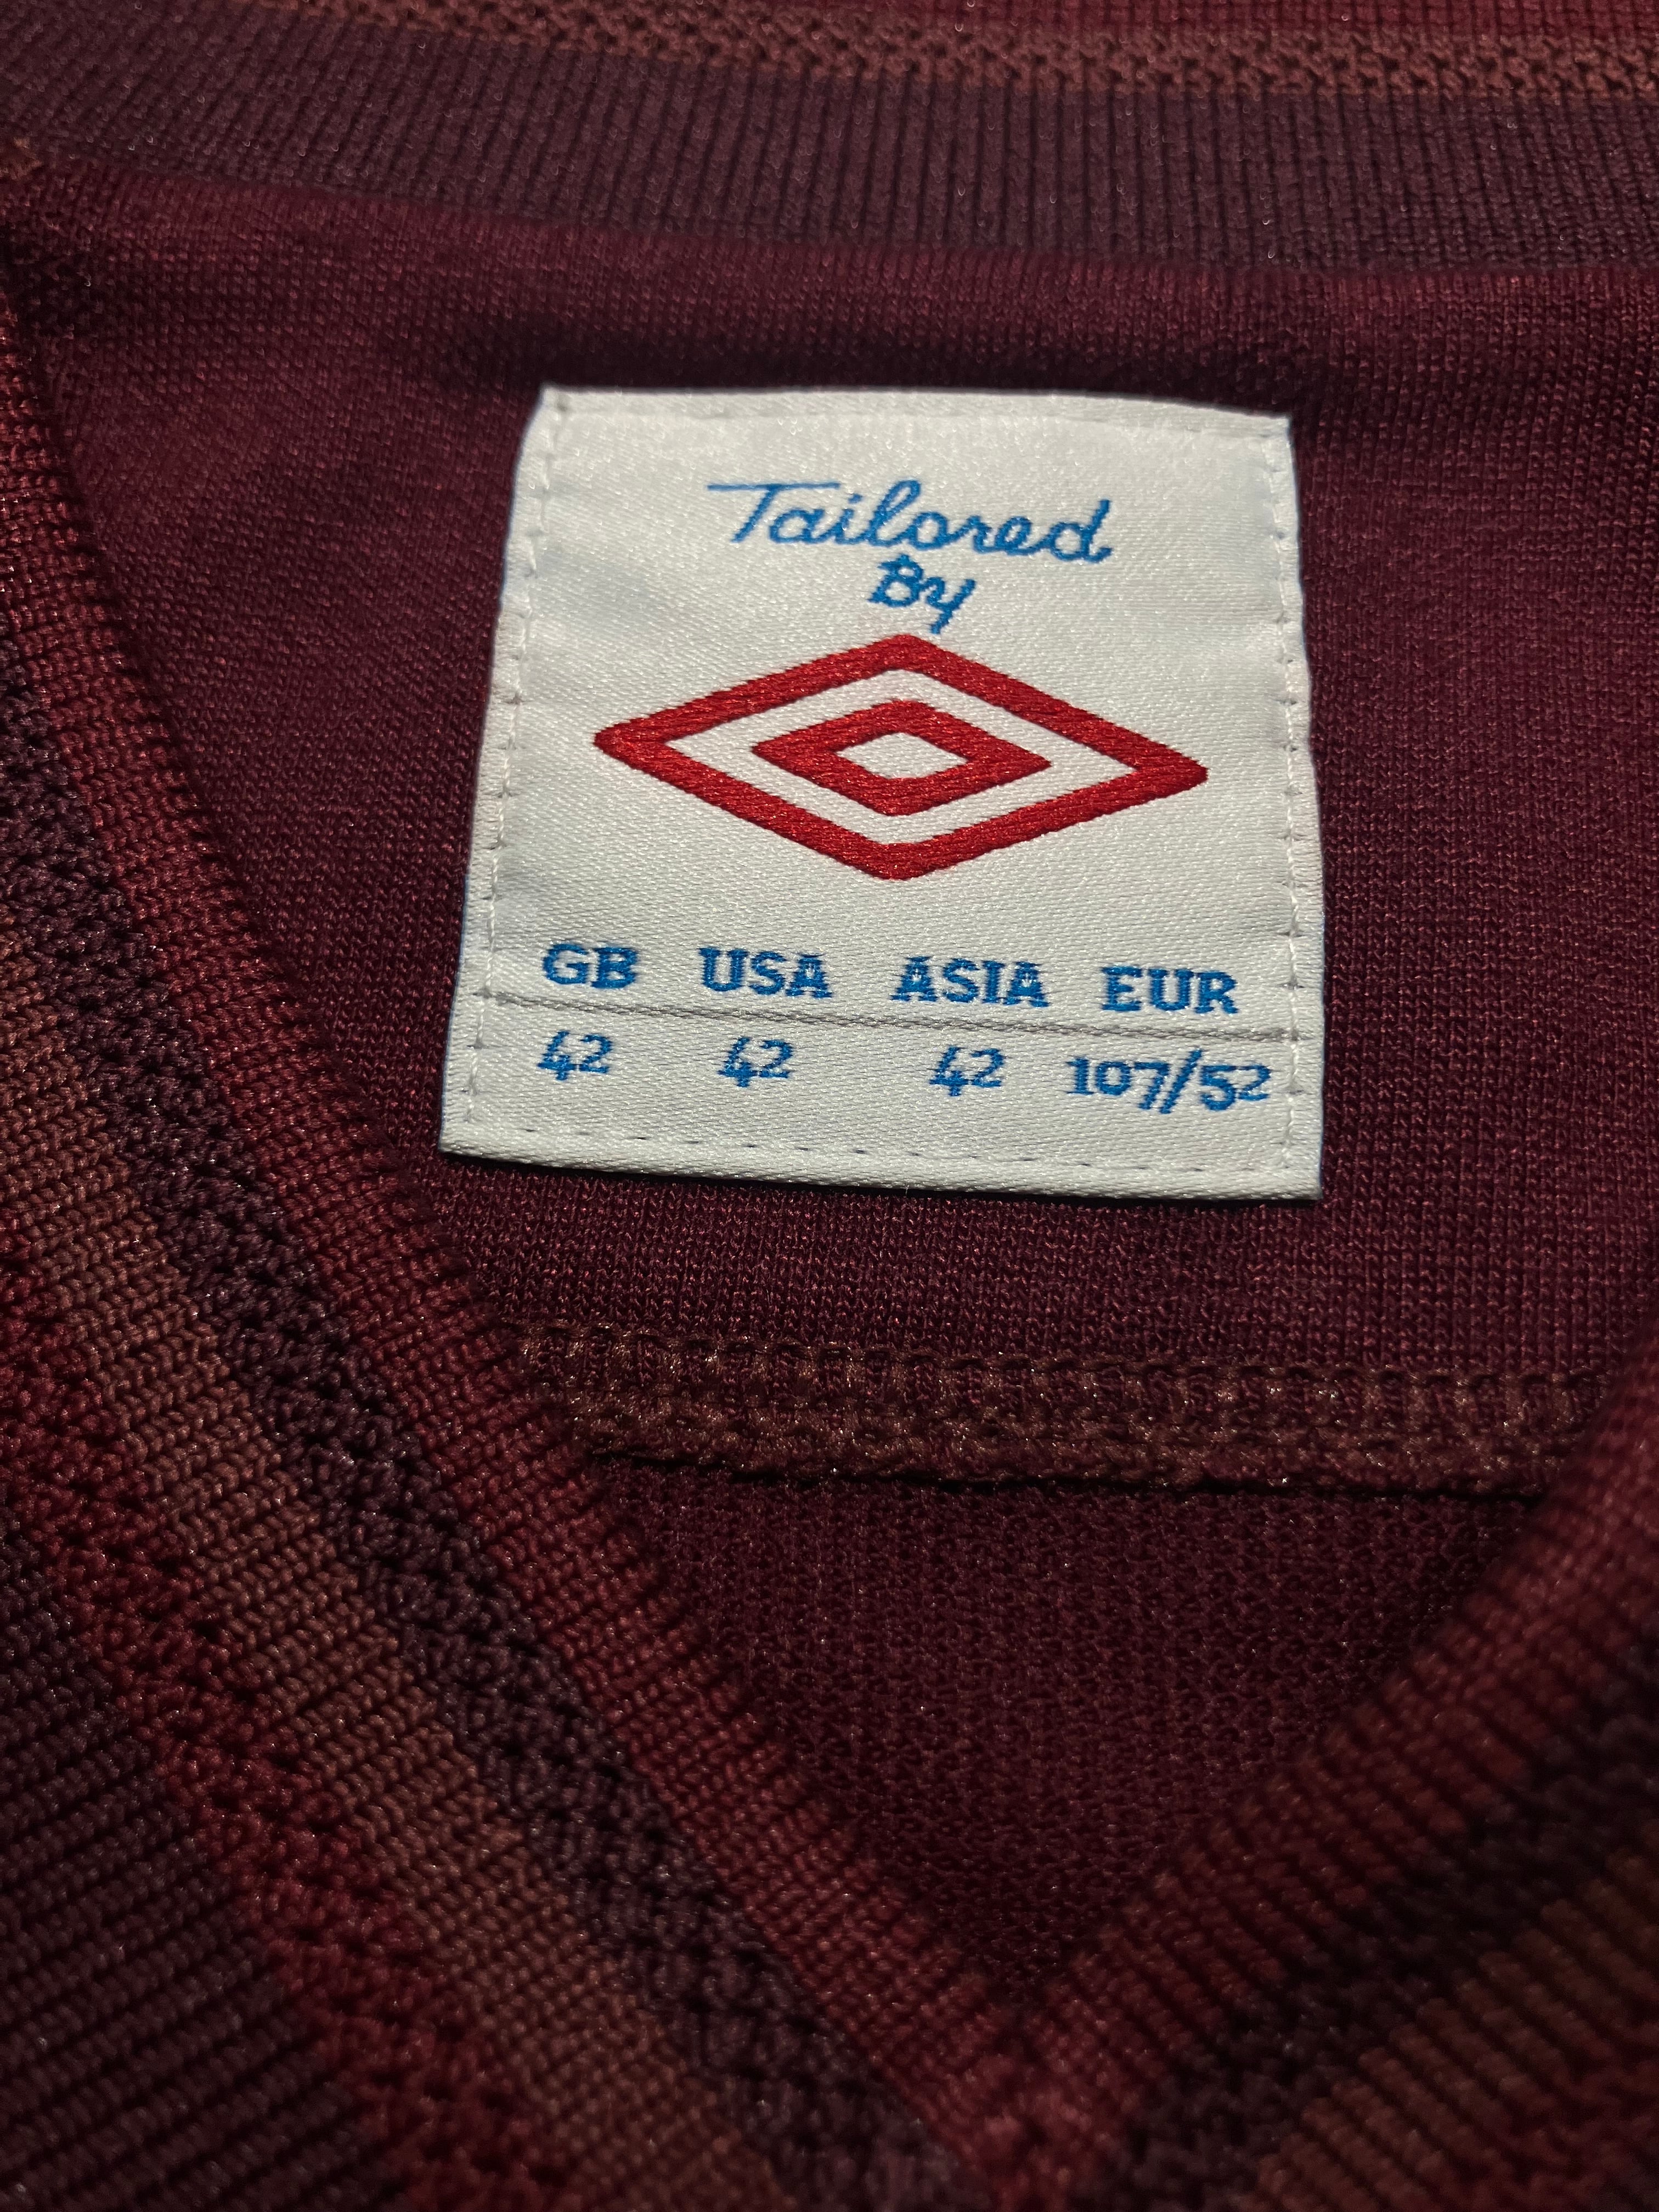 Tailored
By
GB USA ASIA EUR
42 42 42 107/52